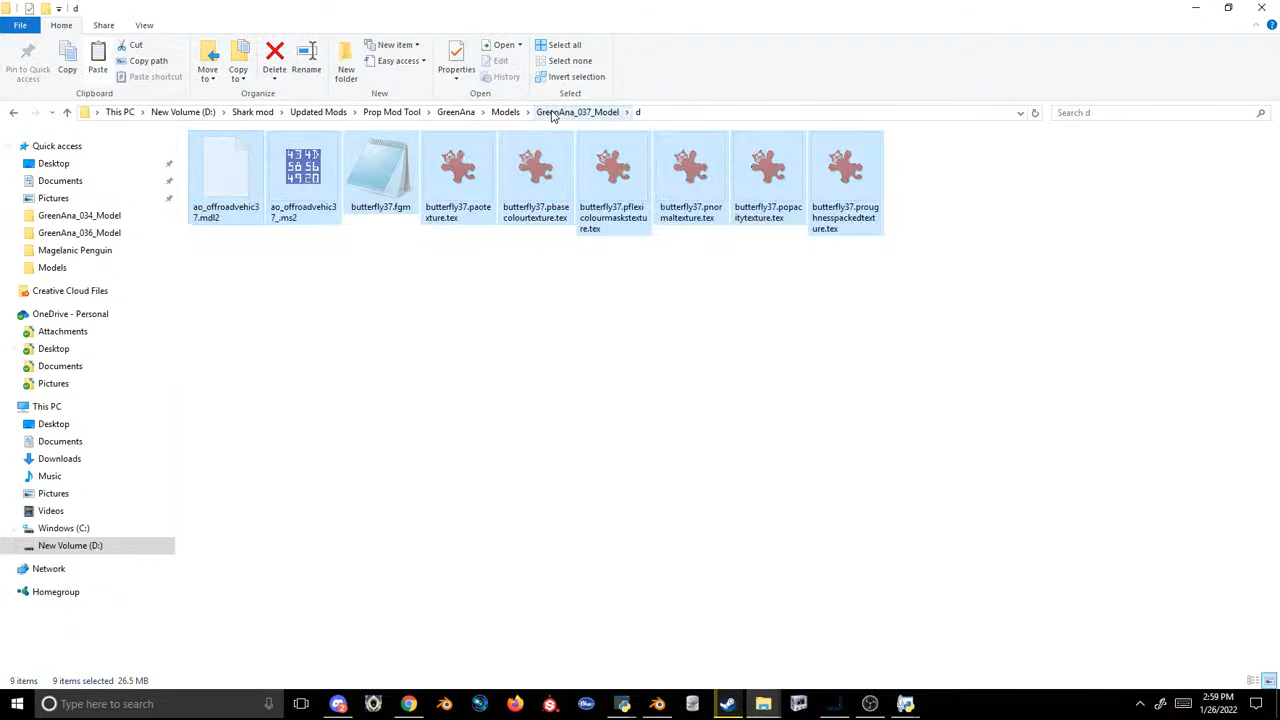 d
File
Home
Share
View
Pin to Quick
access
Copy
Paste
Cut
Copy path
Paste shortcut
Clipboard
Move
to
Copy
to
Delete
Rename
Organize
New
folder
New item
Easy access
New
Properties
Open
Edit
History
Open
Select all
Select none
Invert selection
Select
This PC
New Volume (D:)
Shark mod
Updated Mods
Prop Mod Tool
GreenAna
Models
GreenAna_037_Model
d
Search d
Quick access
Desktop
Documents
Pictures
GreenAna_034_Model
GreenAna_036_Model
Magelanic Penguin
Models
Creative Cloud Files
OneDrive - Personal
Attachments
Desktop
Documents
Pictures
This PC
Desktop
Documents
Downloads
Music
Pictures
Videos
Windows (C:)
New Volume (D:)
Network
Homegroup
ao_offroadvehic3
7.mdl2
ao_offroadvehic3
7_.ms2
butterfly37.fgm
butterfly37.paote
xture.tex
butterfly37.pbase
colourtexture.tex
butterfly37.pflexi
colourmaskstextu
re.tex
butterfly37.pnor
maltexture.tex
butterfly37.popac
itytexture.tex
butterfly37.proug
hnesspackedtext
ure.tex
9 items
9 items selected 26.5 MB
Type here to search
2:59 PM
1/26/2022